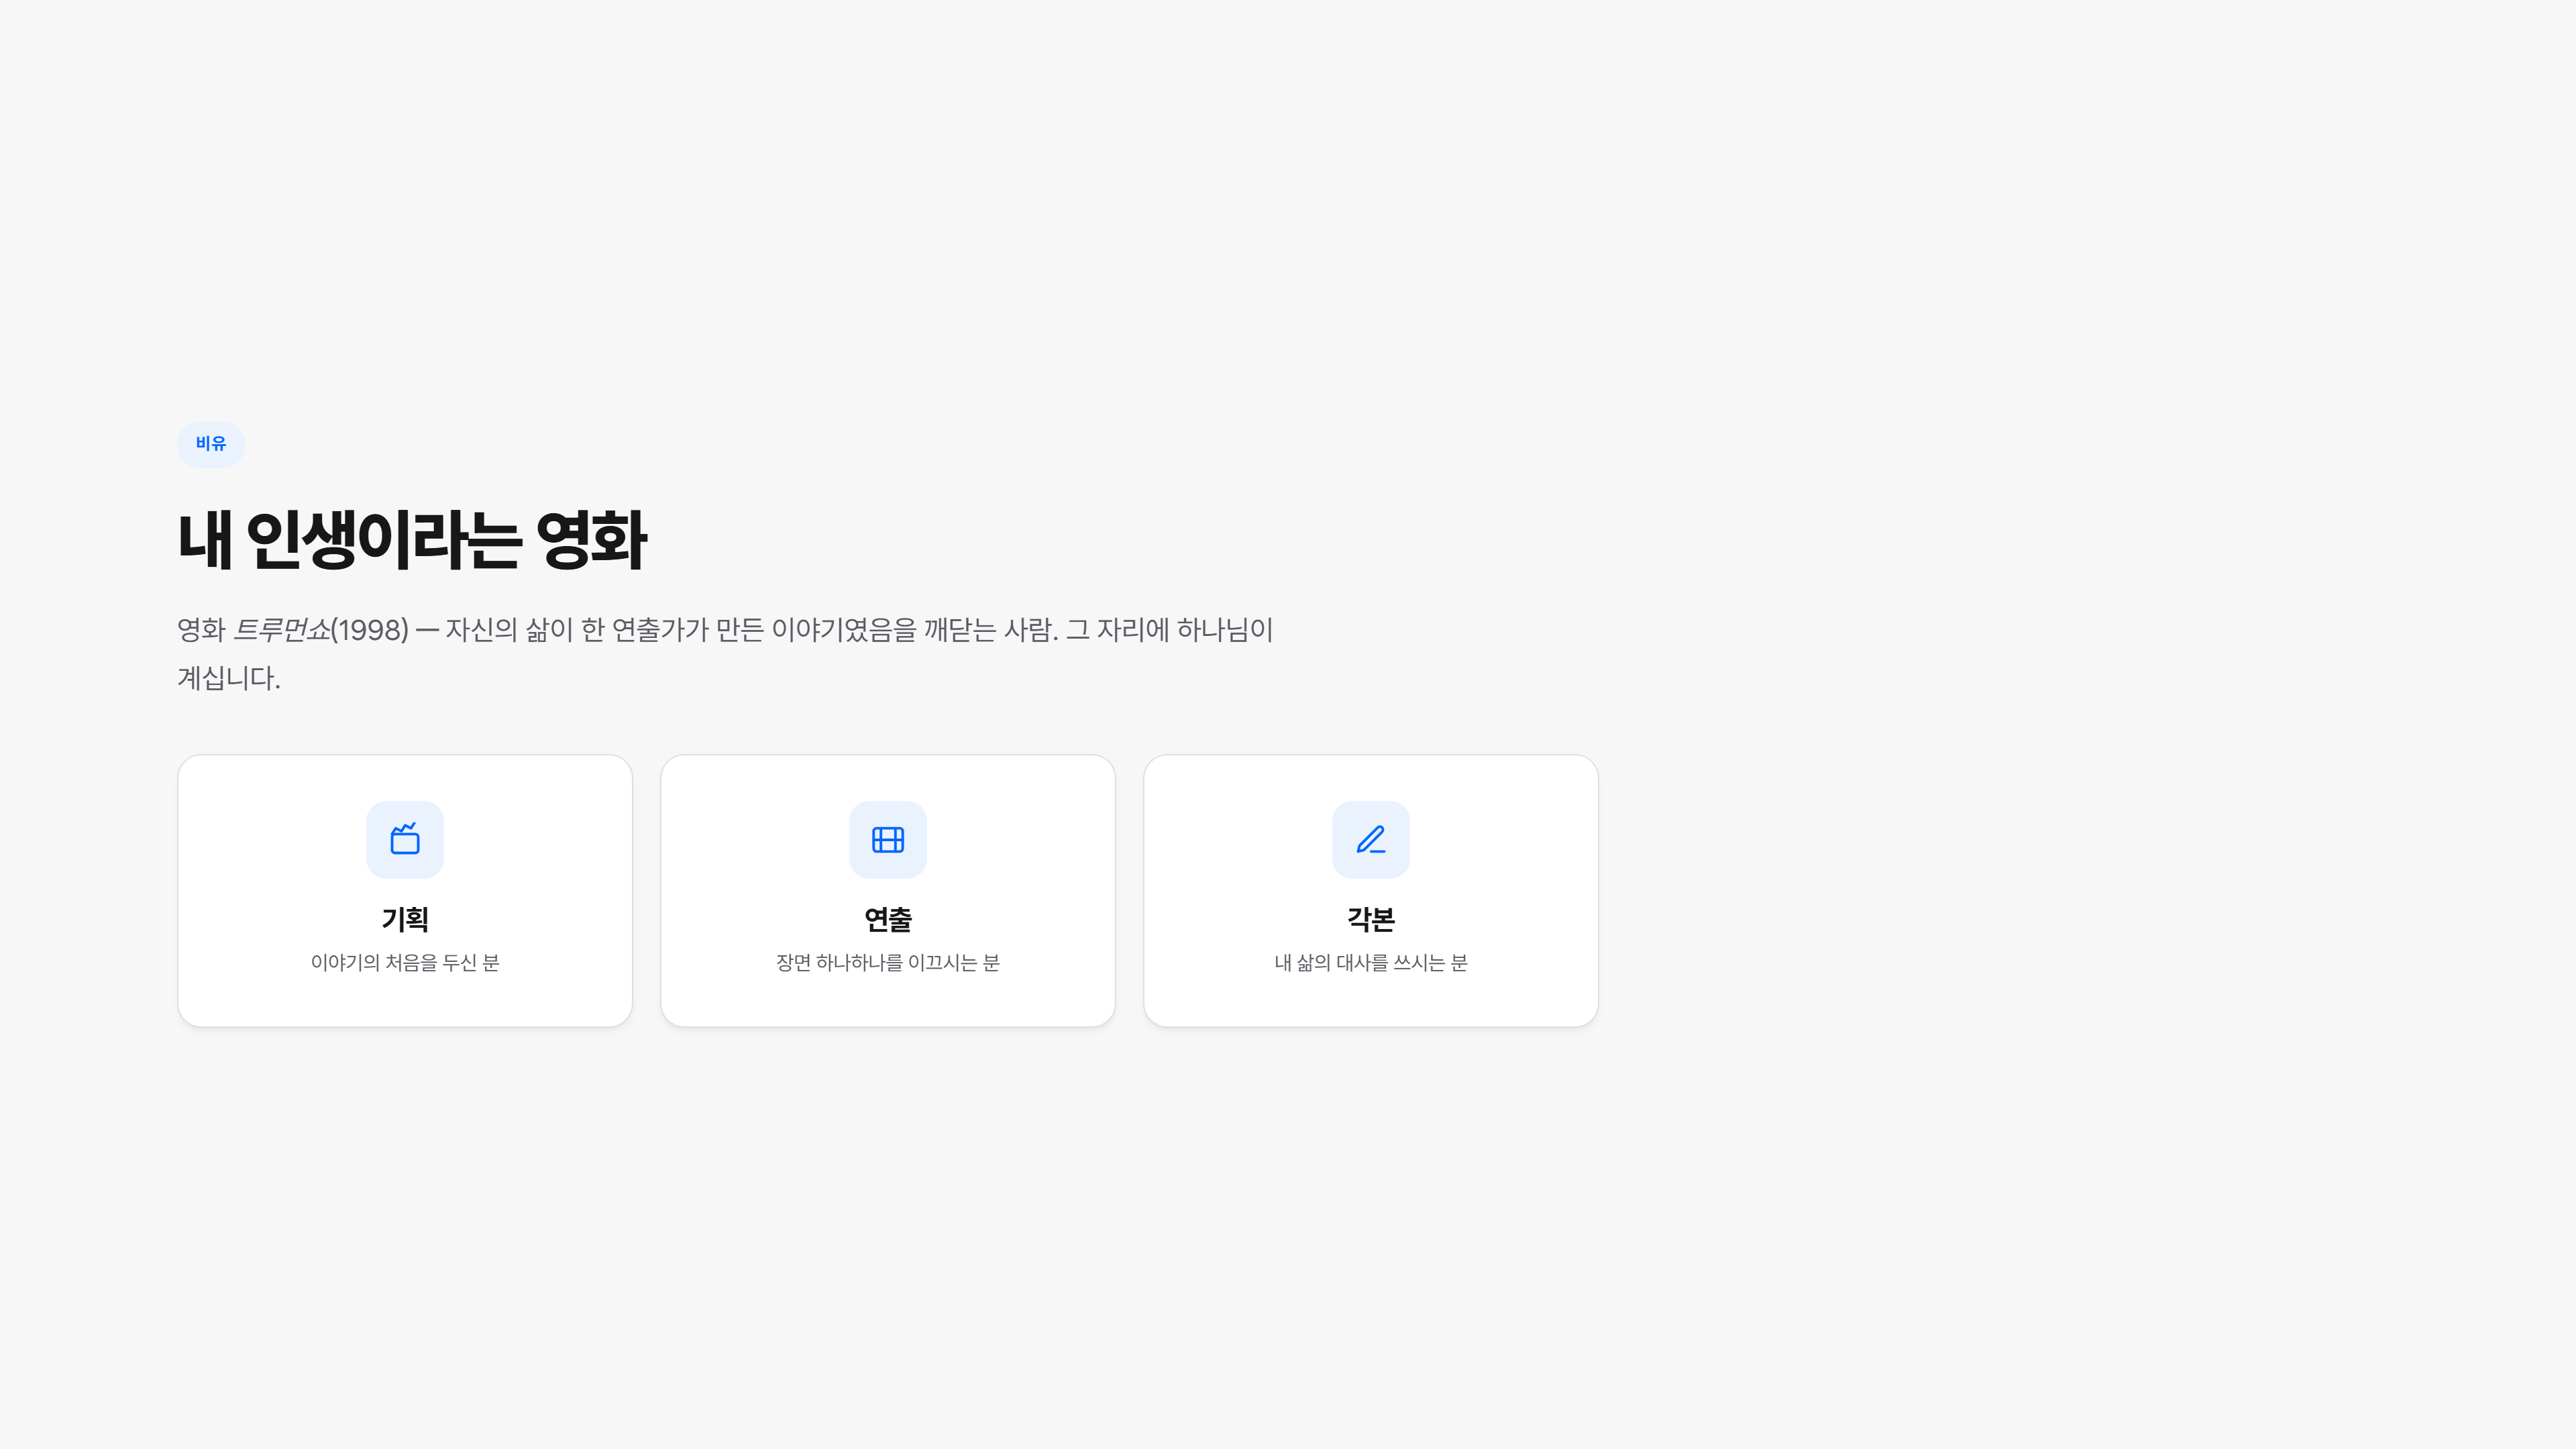 비유
내 인생이라는 영화
영화 트루먼쇼(1998) — 자신의 삶이 한 연출가가 만든 이야기였음을 깨닫는 사람. 그 자리에 하나님이
계십니다.
기획
이야기의 처음을 두신 분
연출
장면 하나하나를 이끄시는 분
각본
내 삶의 대사를 쓰시는 분